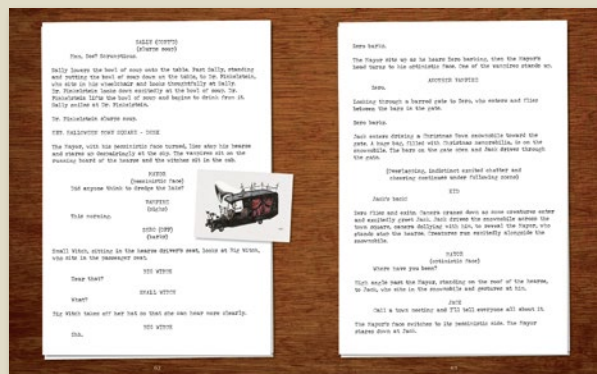 SALLY (CONT'D)
(slurps soup)
You, See? Scrumptious.
Sally lowers the bowl of soup onto the table. Past Sally, standing
and setting the bowl of soup down on the table, to Dr. Finkelstein,
who sits in his wheelchair and looks thoughtfully at Sally.
Dr. Finkelstein looks down excitedly at the bowl of soup.
Dr. Finkelstein lifts the bowl of soup and begins to drink from it.
Sally smiles at Dr. Finkelstein.
Dr. Finkelstein slurps soup.
EXT. HALLOWEEN TOWN SQUARE - DUSK
The Mayor, with his pessimistic face turned, lies atop his hearse
and stares up at the sky. The vampires sit on the
running board of the hearse and the witches sit in the cab.
MAYOR
(pessimistic face)
Did anyone think to dredge the lake?
VAMPIRE
(sighs)
This morning.
ZERO (OFF)
(barks)
Small Witch, sitting in the hearse driver's seat, looks at Big Witch,
who sits in the passenger seat.
BIG WITCH
Hear that?
SMALL WITCH
What?
Big Witch takes off her hat so that she can hear more clearly.
BIG WITCH
Shh.
62
Zero barks.
The Mayor sits up as he hears Zero barking, then the Mayor's
head turns to his optimistic face. One of the vampires stands up.
ANOTHER VAMPIRE
Zero.
Looking through a barred gate to Zero, who enters and flies
between the bars in the gate.
Zero barks.
Jack enters driving a Christmas Town snowmobile toward the
gate. A huge bag, filled with Christmas memorabilia, is on the
snowmobile. The bars on the gate open and Jack drives through
the gate.
(Overlapping, indistinct excited chatter and
cheering continues under following scene)
KID
Jack's back!
Zero flies and exits. Camera cranes down as more creatures enter
and excitedly greet Jack. Jack drives the snowmobile across the
town square, camera dollying with him, to reveal the Mayor, who
stands atop the hearse. Creatures run excitedly alongside the
snowmobile.
MAYOR
(optimistic face)
Where have you been?
High angle past the Mayor, standing on the roof of the hearse,
to Jack, who sits in the snowmobile and gestures at him.
JACK
Call a town meeting and I'll tell everyone all about it.
The Mayor's face switches to its pessimistic side. The Mayor
stares down at Jack.
63